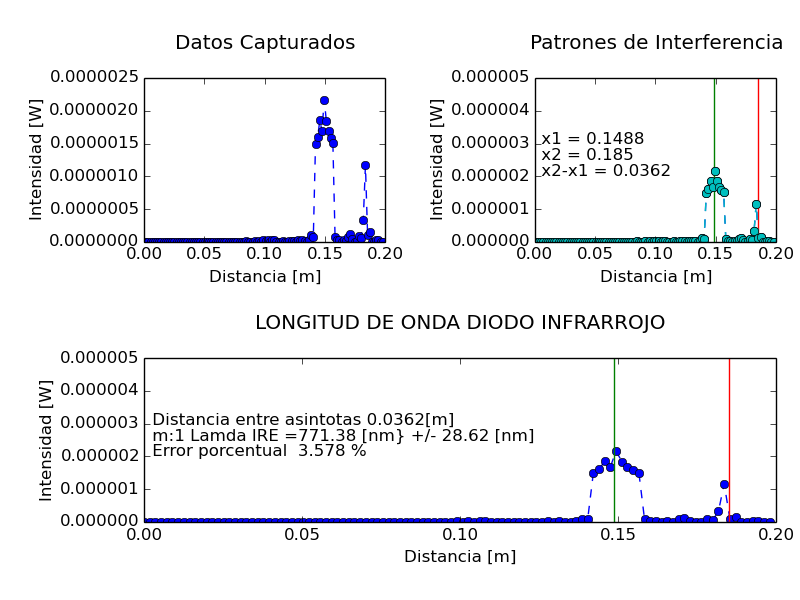 Datos Capturados
0.0000025
0.0000020
0.0000015
0.0000010
0.0000005
0.0000000
Intensidad [W]
0.00 0.05 0.10 0.15 0.20
Distancia [m]
Patrones de Interferencia
0.000005
0.000004
0.000003
0.000002
0.000001
0.000000
Intensidad [W]
x1 = 0.1488
x2 = 0.185
x2-x1 = 0.0362
0.00 0.05 0.10 0.15 0.20
Distancia [m]
LONGITUD DE ONDA DIODO INFRARROJO
0.000005
0.000004
0.000003
0.000002
0.000001
0.000000
Intensidad [W]
Distancia entre asintotas 0.0362[m]
m:1 Lamda IRE =771.38 [nm} +/- 28.62 [nm]
Error porcentual  3.578 %
0.00 0.05 0.10 0.15 0.20
Distancia [m]